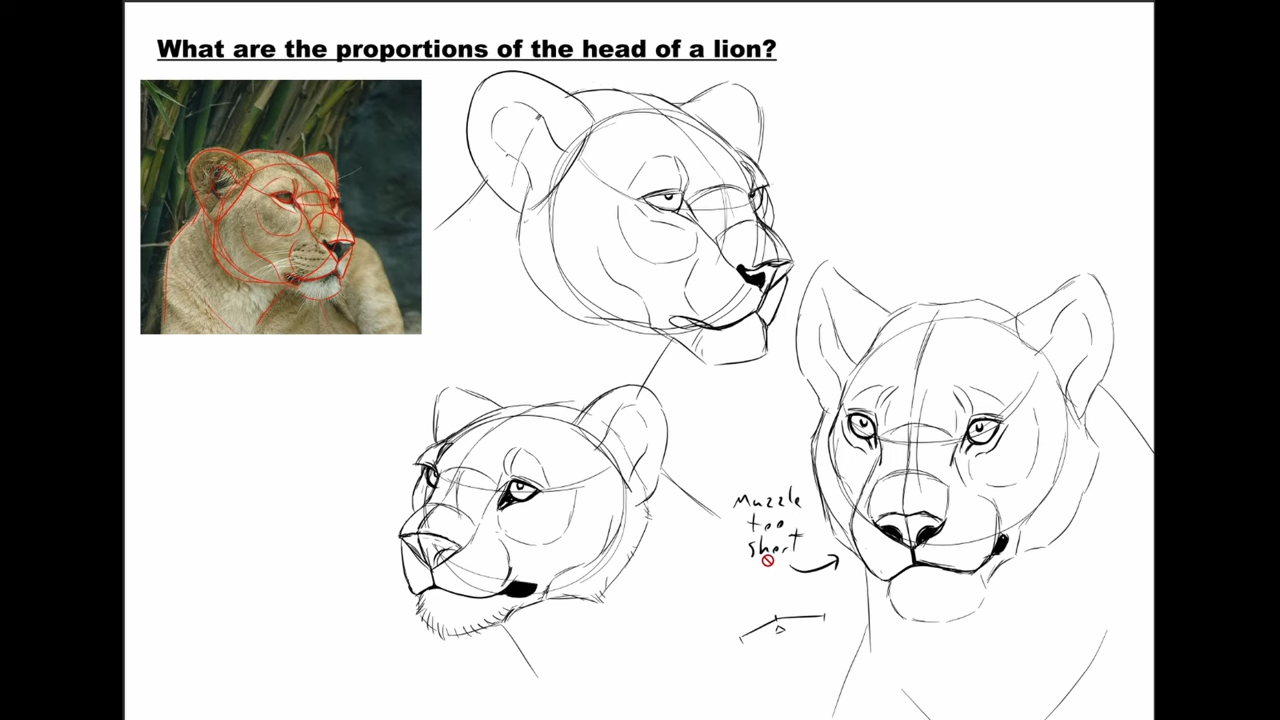 What are the proportions of the head of a lion?
Muzzle
too
short